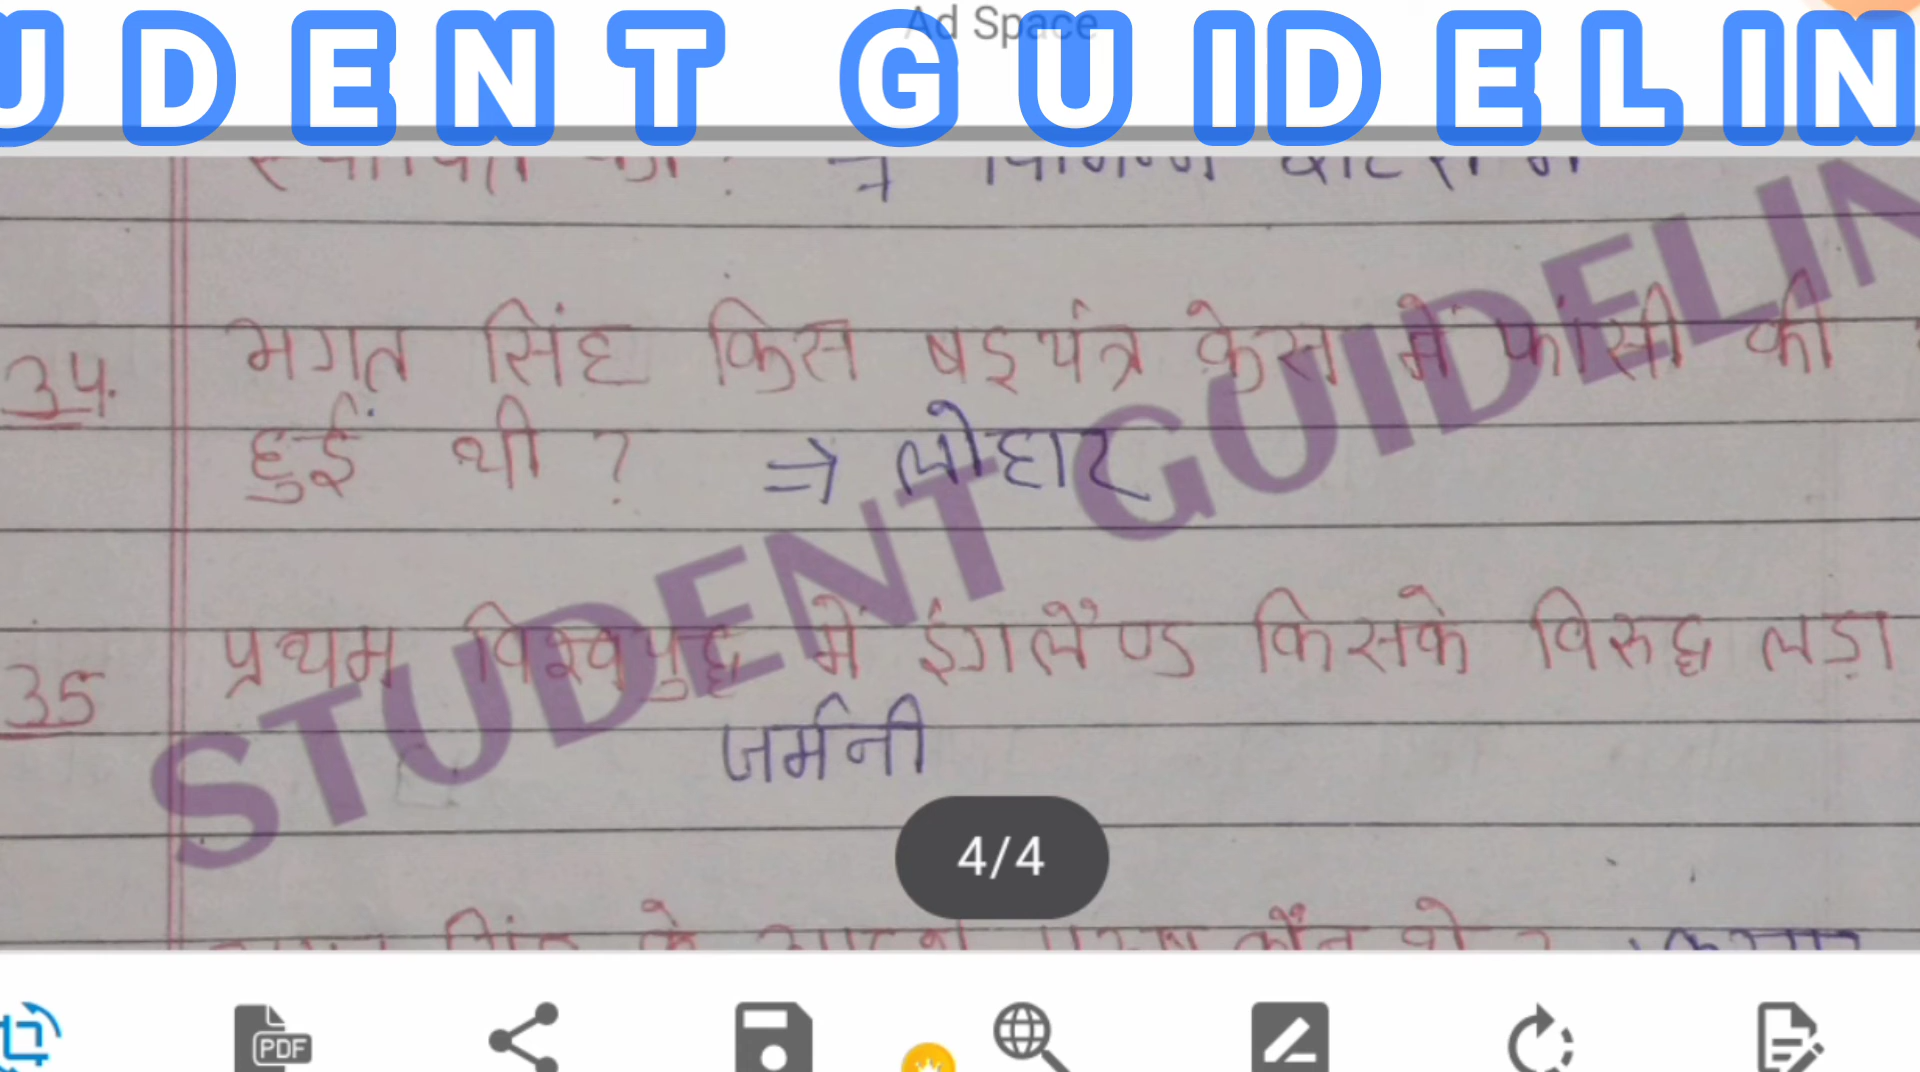 Ad Space
UDENT GUIDELIN
34. भगत सिंह किस षड्यंत्र केस में फांसी की
हुई थी ? ⇒ लोहार
35 प्रथम विश्वयुद्ध में इंगलैण्ड किसके विरुद्ध लड़ा
जर्मनी
STUDENT GUIDELIN
4/4
PDF